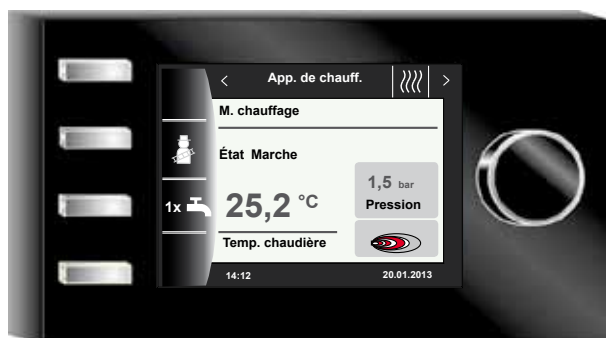 < App. de chauff. >
M. chauffage
État Marche
1x
25,2 °C
1,5 bar
Pression
Temp. chaudière
14:12 20.01.2013